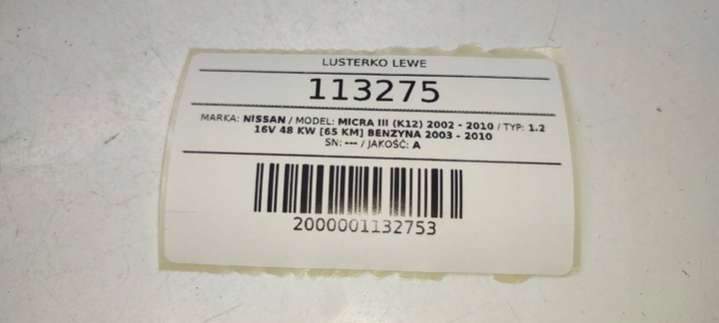 LUSTERKO LEWE
113275
MARKA: NISSAN / MODEL: MICRA III (K12) 2002 - 2010 / TYP: 1.2
16V 48 KW [65 KM] BENZYNA 2003 - 2010
SN: --- / JAKOŚĆ: A
2000001132753